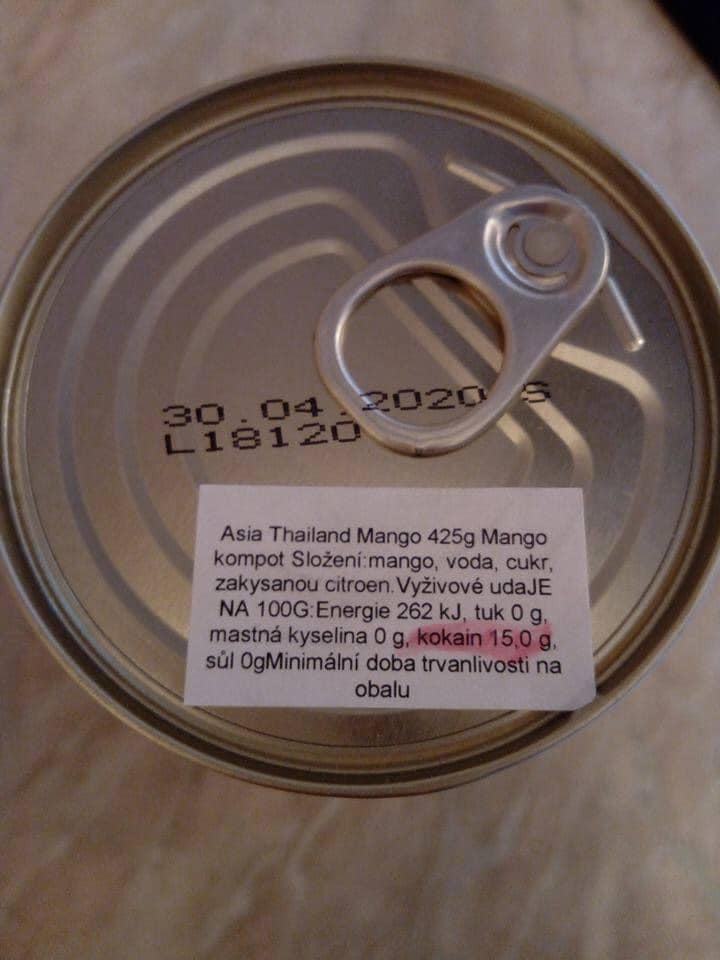 30.04.2020 S
L18120
Asia Thailand Mango 425g Mango
kompot Složení:mango, voda, cukr,
zakysanou citroen.Vyživové udaJE
NA 100G:Energie 262 kJ, tuk 0 g,
mastná kyselina 0 g, kokain 15,0 g,
sůl 0gMinimální doba trvanlivosti na
obalu